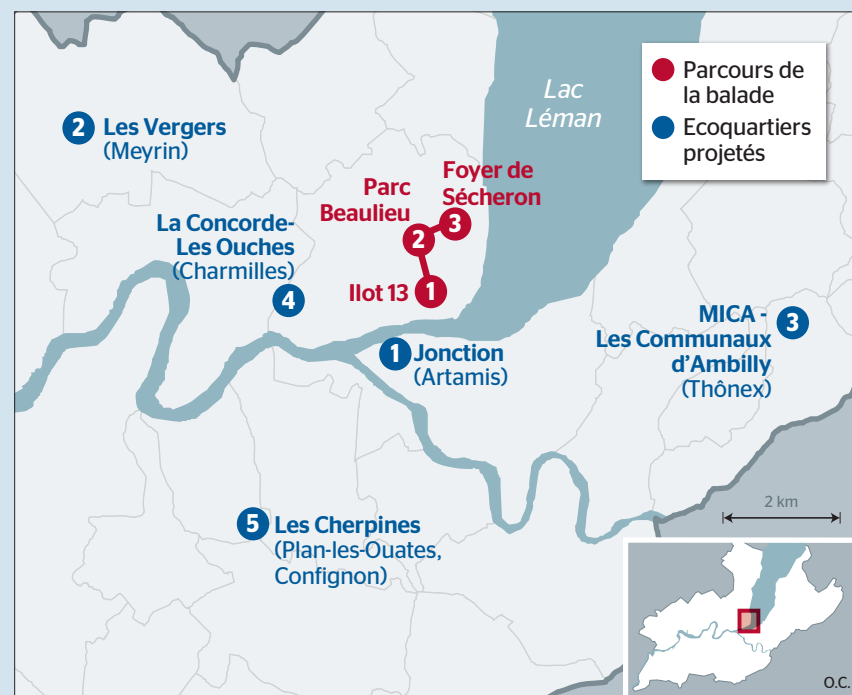 Lac
Léman
Parcours de
la balade
Ecoquartiers
projetés
2
Les Vergers
(Meyrin)
Parc
Beaulieu
Foyer de
Sécheron
3
2
La Concorde-
Les Ouches
(Charmilles)
4
Ilot 13
1
MICA -
Les Communaux
d'Ambilly
(Thônex)
3
1
Jonction
(Artamis)
5
Les Cherpines
(Plan-les-Ouates,
Confignon)
2 km
O.C.